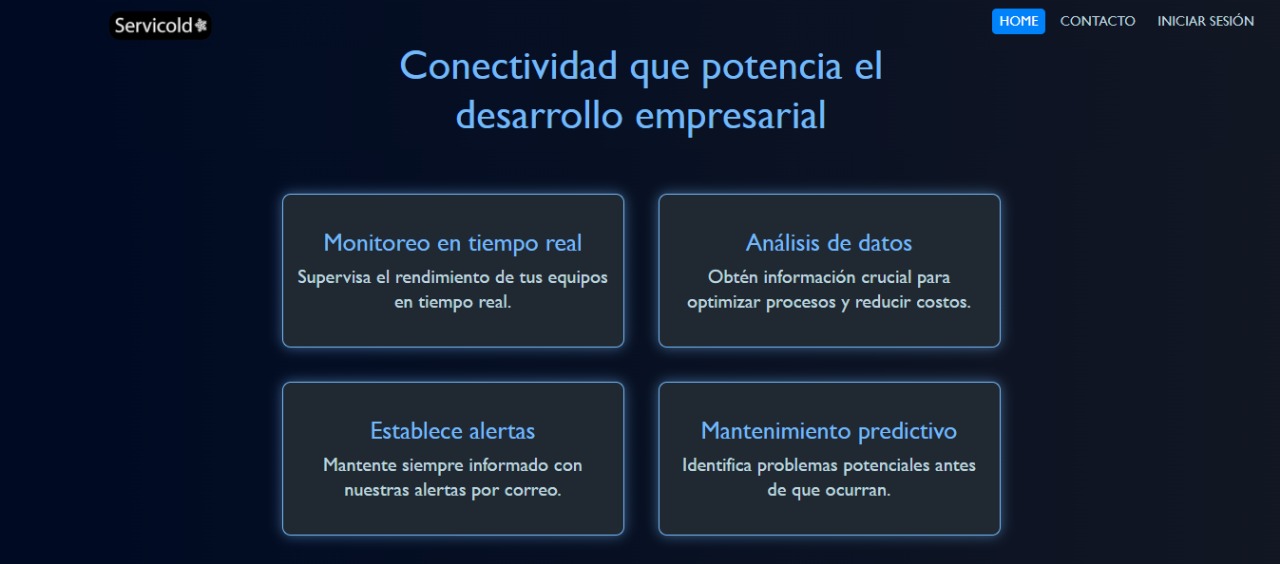 Servicold
HOME
CONTACTO
INICIAR SESIÓN
Conectividad que potencia el
desarrollo empresarial
Monitoreo en tiempo real
Supervisa el rendimiento de tus equipos
en tiempo real.
Análisis de datos
Obtén información crucial para
optimizar procesos y reducir costos.
Establece alertas
Mantente siempre informado con
nuestras alertas por correo.
Mantenimiento predictivo
Identifica problemas potenciales antes
de que ocurran.